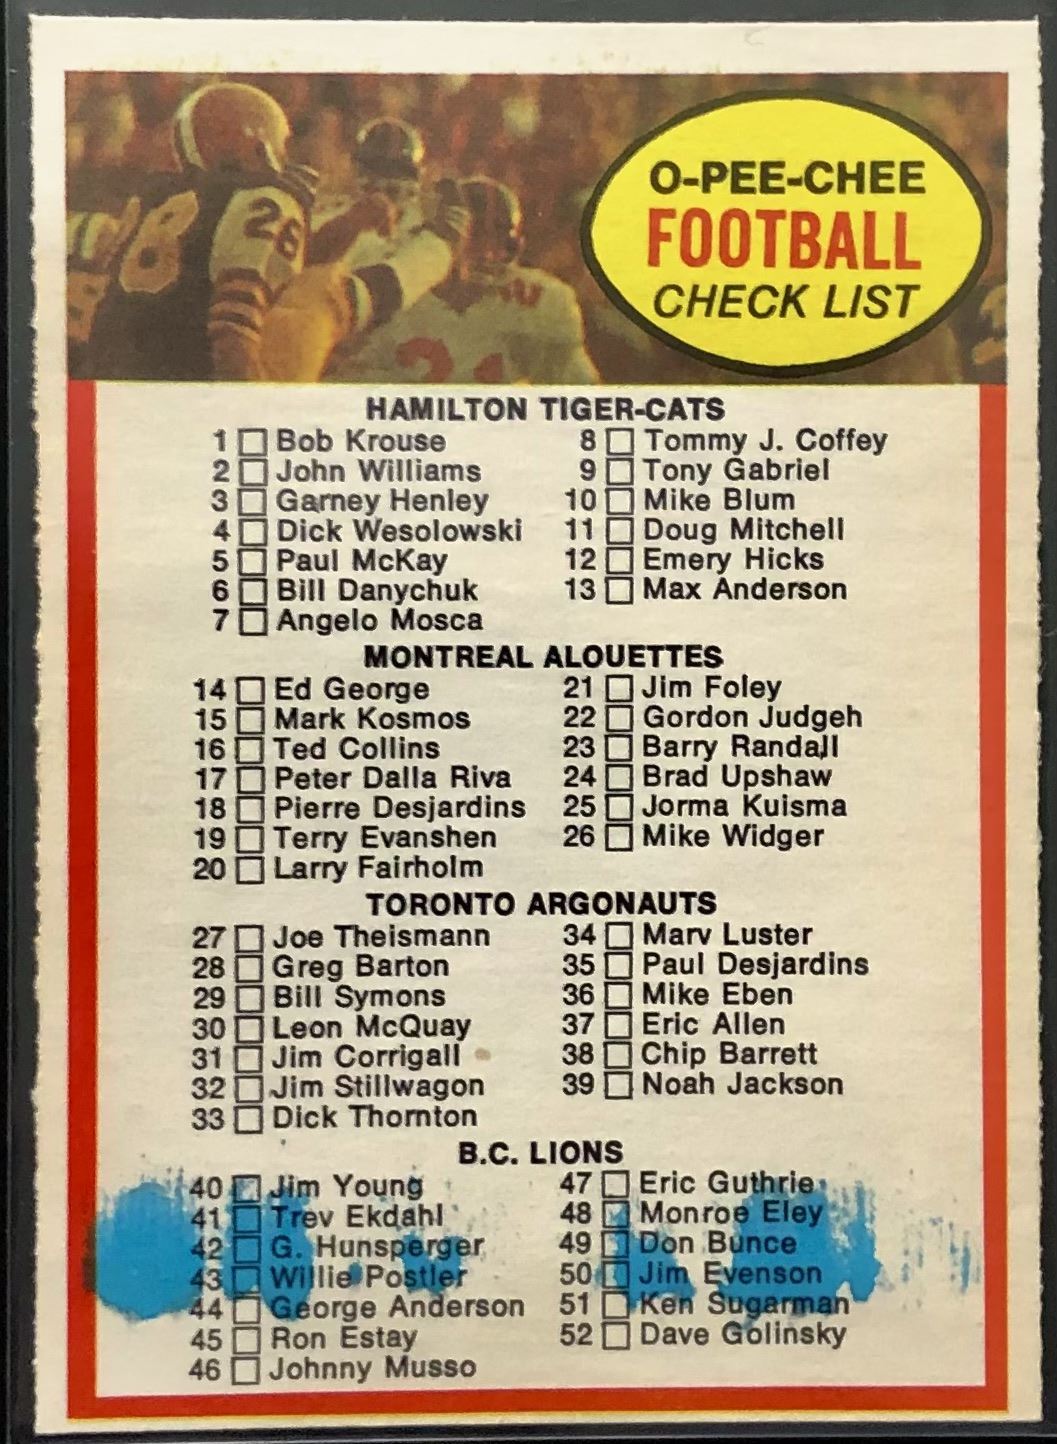 O-PEE-CHEE
FOOTBALL
CHECK LIST
26
8
21
HAMILTON TIGER-CATS
1 Bob Krouse
2 John Williams
3 Garney Henley
4 Dick Wesolowski
5 Paul McKay
6 Bill Danychuk
7 Angelo Mosca
8 Tommy J. Coffey
9 Tony Gabriel
10 Mike Blum
11 Doug Mitchell
12 Emery Hicks
13 Max Anderson
MONTREAL ALOUETTES
14 Ed George
15 Mark Kosmos
16 Ted Collins
17 Peter Dalla Riva
18 Pierre Desjardins
19 Terry Evanshen
20 Larry Fairholm
21 Jim Foley
22 Gordon Judgeh
23 Barry Randall
24 Brad Upshaw
25 Jorma Kuisma
26 Mike Widger
TORONTO ARGONAUTS
27 Joe Theismann
28 Greg Barton
29 Bill Symons
30 Leon McQuay
31 Jim Corrigall
32 Jim Stillwagon
33 Dick Thornton
34 Marv Luster
35 Paul Desjardins
36 Mike Eben
37 Eric Allen
38 Chip Barrett
39 Noah Jackson
B.C. LIONS
40 Jim Young
41 Trev Ekdahl
42 G. Hunsperger
43 Willie Postler
44 George Anderson
45 Ron Estay
46 Johnny Musso
47 Eric Guthrie
48 Monroe Eley
49 Don Bunce
50 Jim Evenson
51 Ken Sugarman
52 Dave Golinsky